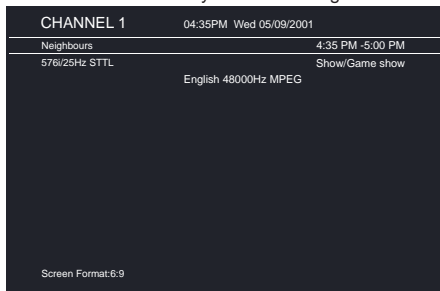 CHANNEL 1 04:35PM Wed 05/09/2001
Neighbours 4:35 PM -5:00 PM
576i/25Hz STTL Show/Game show
English 48000Hz MPEG
Screen Format:6:9